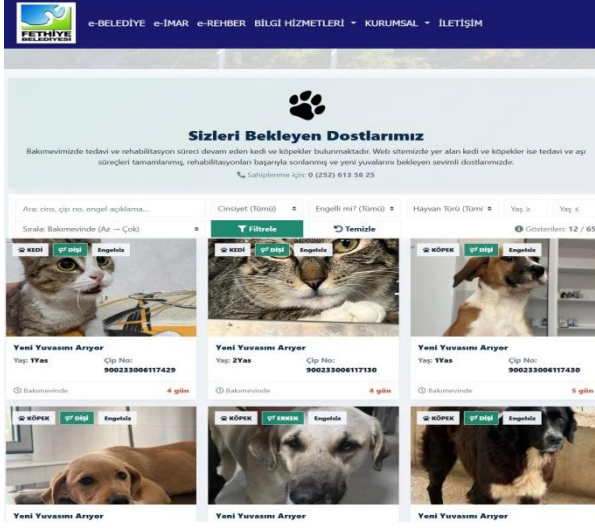 FETHİYE
BELEDİYESİ
e-BELEDİYE e-İMAR e-REHBER BİLGİ HİZMETLERİ KURUMSAL İLETİŞİM
Sizleri Bekleyen Dostlarımız
Bakımevimizde tedavi ve rehabilitasyon süreci devam eden kedi ve köpekler bulunmaktadır. Web sitemizde yer alan kedi ve köpekler ise tedavi ve aşı
süreçleri tamamlanmış, rehabilitasyonları başarıyla sonlanmış ve yeni yuvalarını bekleyen sevimli dostlarımızdır.
Sahiplenme için: 0 (252) 613 58 25
Ara: cins, çip no, engel açıklama... Cinsiyet (Tümü) Engelli mi? (Tümü) Hayvan Türü (Tümü Yaş ≥ Yaş ≤
Sırala: Bakımevinde (Az → Çok) Filtrele Temizle Gösterilen: 12 / 65
KEDİ DİŞİ Engelsiz KEDİ DİŞİ Engelsiz KÖPEK DİŞİ Engelsiz
Yeni Yuvasını Arıyor Yeni Yuvasını Arıyor Yeni Yuvasını Arıyor
Yaş: 1Yas Çip No: Yaş: 2Yas Çip No: Yaş: 1Yas Çip No:
900233006117429 900233006117130 900233006117430
Bakımevinde 4 gün Bakımevinde 4 gün Bakımevinde 5 gün
KÖPEK DİŞİ Engelsiz KÖPEK ERKEK Engelsiz KÖPEK DİŞİ Engelsiz
Yeni Yuvasını Arıyor Yeni Yuvasını Arıyor Yeni Yuvasını Arıyor